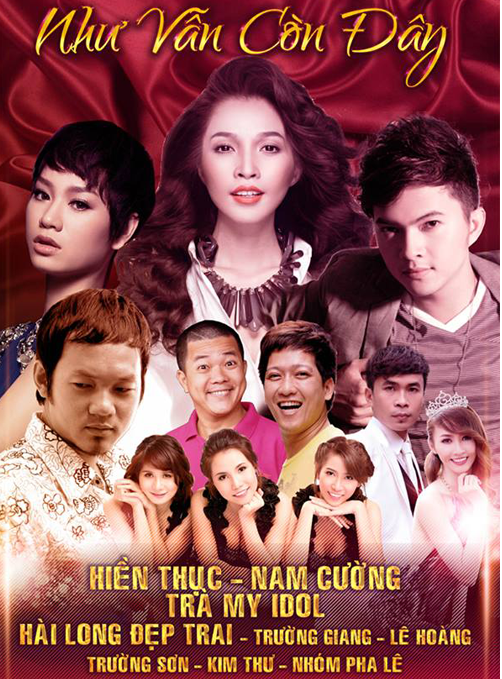 Như Vẫn Còn Đây
HIỀN THỤC - NAM CƯỜNG
TRÀ MY IDOL
HÀI LONG ĐẸP TRAI - TRƯỜNG GIANG - LÊ HOÀNG
TRƯỜNG SƠN - KIM THƯ - NHÓM PHA LÊ